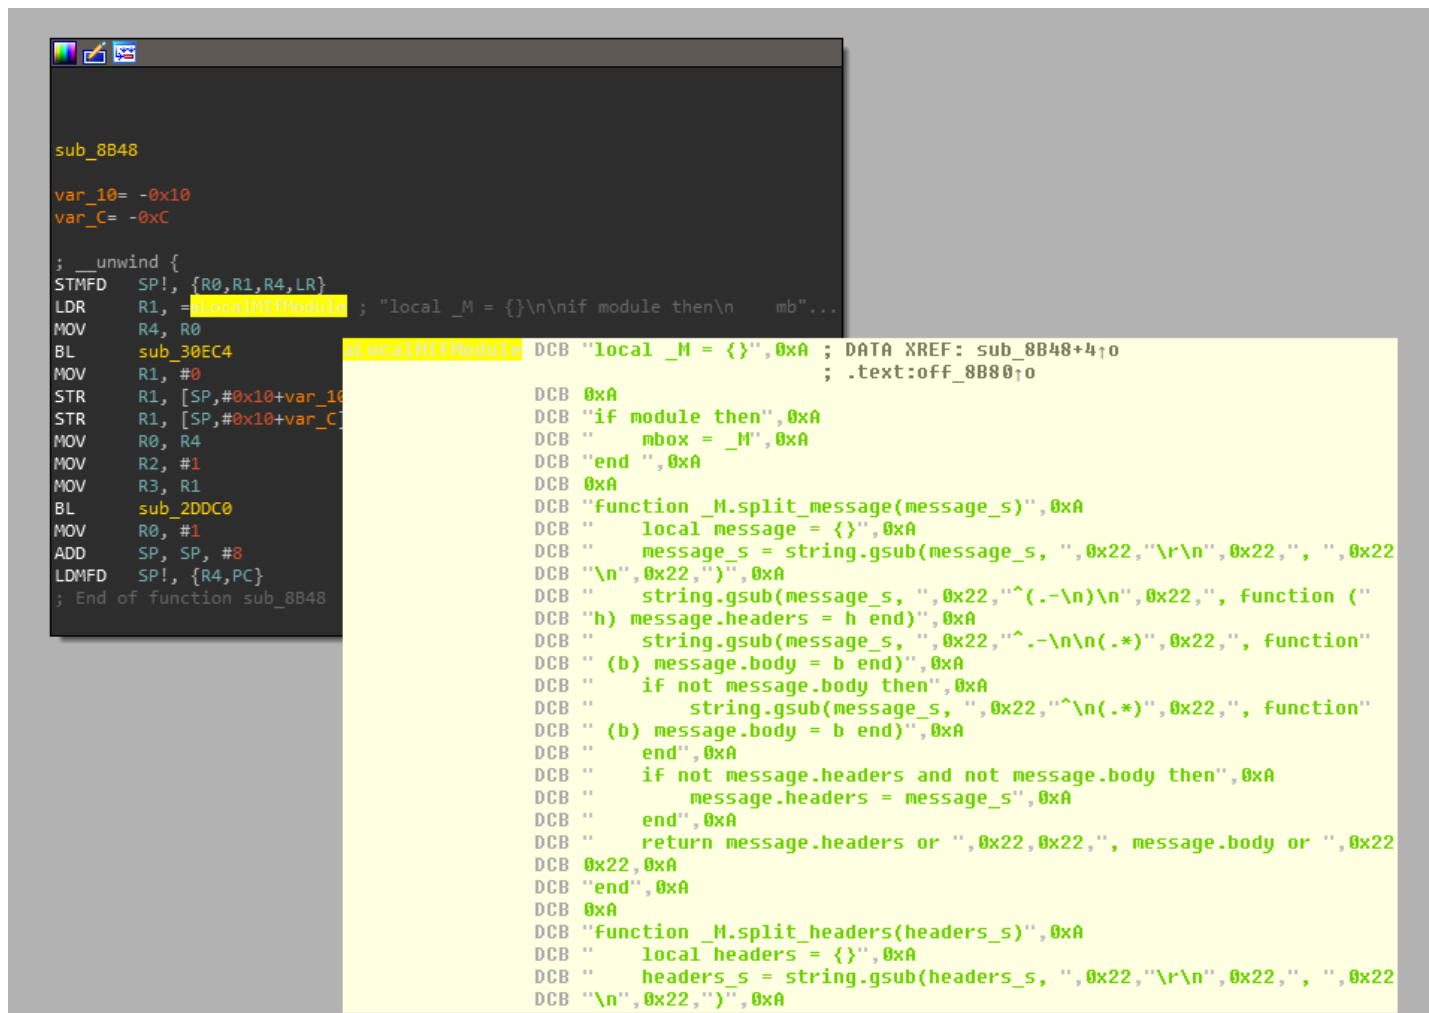 sub_8B48
var_10= -0x10
var_C= -0xC
; __unwind {
STMFD   SP!, {R0,R1,R4,LR}
LDR     R1, =aLocalMIfModule ; "local _M = {}\n\nif module then\n    mb"...
MOV     R4, R0
BL      sub_30EC4
MOV     R1, #0
STR     R1, [SP,#0x10+var_10
STR     R1, [SP,#0x10+var_C]
MOV     R0, R4
MOV     R2, #1
MOV     R3, R1
BL      sub_2DDC0
MOV     R0, #1
ADD     SP, SP, #8
LDMFD   SP!, {R4,PC}
; End of function sub_8B48
aLocalMIfModule DCB "local _M = {}",0xA ; DATA XREF: sub_8B48+4↑o
; .text:off_8B80↑o
DCB 0xA
DCB "if module then",0xA
DCB "    mbox = _M",0xA
DCB "end ",0xA
DCB 0xA
DCB "function _M.split_message(message_s)",0xA
DCB "    local message = {}",0xA
DCB "    message_s = string.gsub(message_s, ",0x22,"\r\n",0x22,", ",0x22
DCB "\n",0x22,")",0xA
DCB "    string.gsub(message_s, ",0x22,"^(.-\n)\n",0x22,", function ("
DCB "h) message.headers = h end)",0xA
DCB "    string.gsub(message_s, ",0x22,"^.-\n\n(.*)",0x22,", function"
DCB " (b) message.body = b end)",0xA
DCB "    if not message.body then",0xA
DCB "        string.gsub(message_s, ",0x22,"^\n(.*)",0x22,", function"
DCB " (b) message.body = b end)",0xA
DCB "    end",0xA
DCB "    if not message.headers and not message.body then",0xA
DCB "        message.headers = message_s",0xA
DCB "    end",0xA
DCB "    return message.headers or ",0x22,0x22,", message.body or ",0x22
DCB 0x22,0xA
DCB "end",0xA
DCB 0xA
DCB "function _M.split_headers(headers_s)",0xA
DCB "    local headers = {}",0xA
DCB "    headers_s = string.gsub(headers_s, ",0x22,"\r\n",0x22,", ",0x22
DCB "\n",0x22,")",0xA